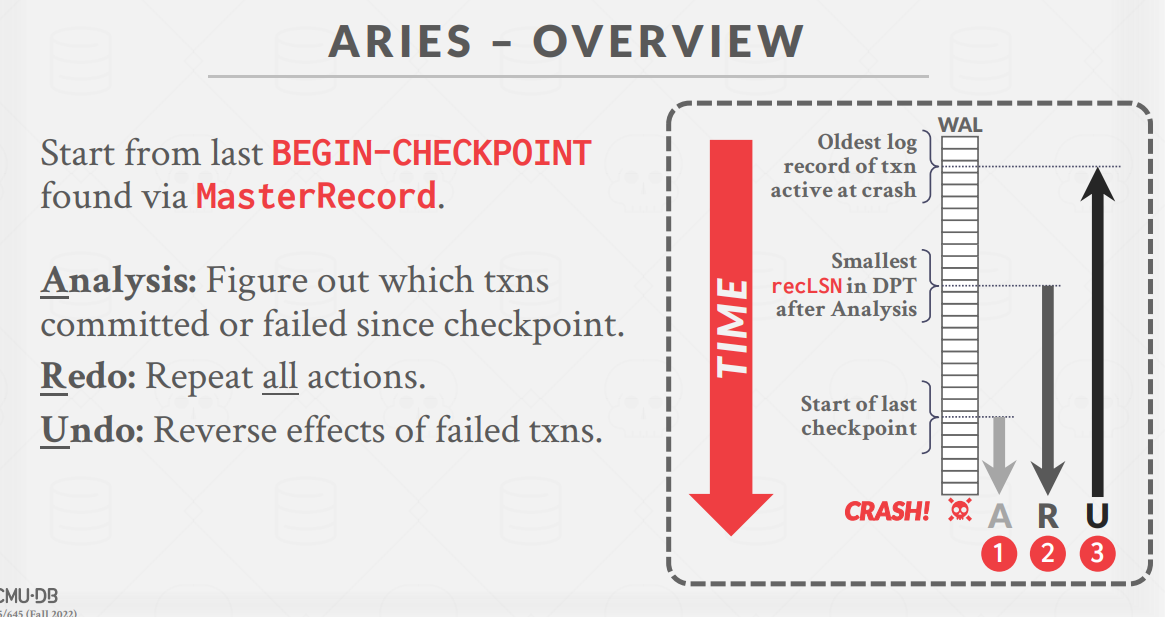 ARIES – OVERVIEW
Start from last BEGIN-CHECKPOINT
found via MasterRecord.
Analysis: Figure out which txns
committed or failed since checkpoint.
Redo: Repeat all actions.
Undo: Reverse effects of failed txns.
WAL
Oldest log
record of txn
active at crash
Smallest
recLSN in DPT
after Analysis
Start of last
checkpoint
TIME
CRASH!
A R U
1 2 3
CMU·DB
5/645 (Fall 2022)